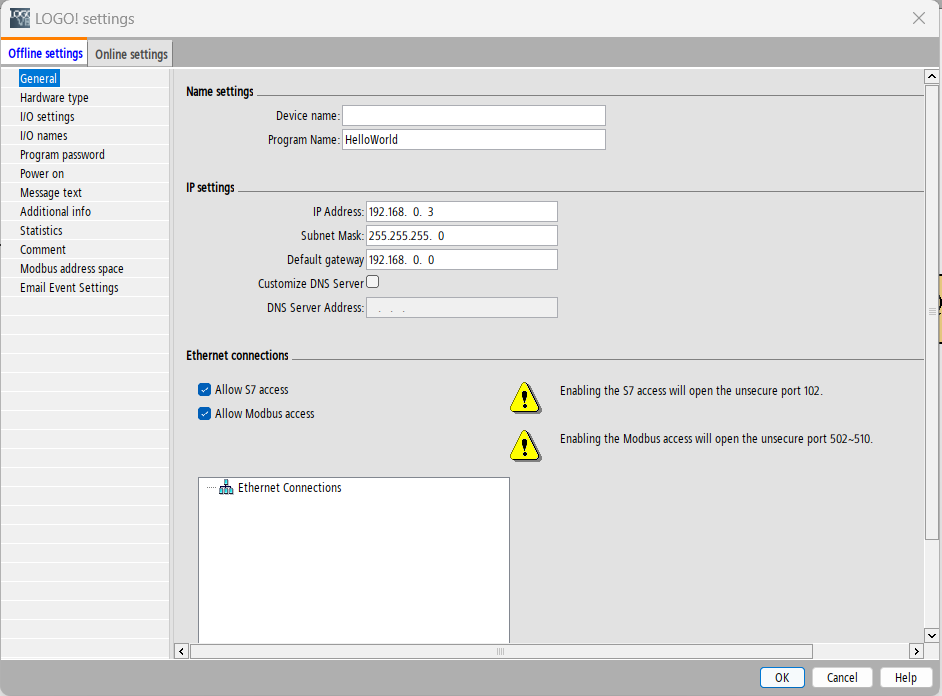 LOGO! settings
Offline settings
Online settings
General
Hardware type
I/O settings
I/O names
Program password
Power on
Message text
Additional info
Statistics
Comment
Modbus address space
Email Event Settings
Name settings
Device name:
Program Name: HelloWorld
IP settings
IP Address: 192.168. 0. 3
Subnet Mask: 255.255.255. 0
Default gateway 192.168. 0. 0
Customize DNS Server
DNS Server Address: . . .
Ethernet connections
Allow S7 access
Enabling the S7 access will open the unsecure port 102.
Allow Modbus access
Enabling the Modbus access will open the unsecure port 502~510.
Ethernet Connections
OK
Cancel
Help